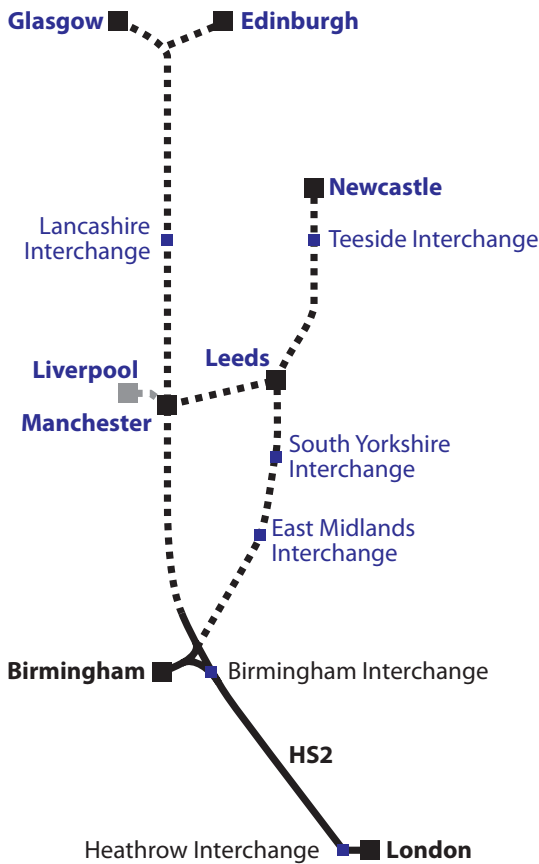 Glasgow
Edinburgh
Newcastle
Lancashire
Interchange
Teeside Interchange
Leeds
Liverpool
Manchester
South Yorkshire
Interchange
East Midlands
Interchange
Birmingham
Birmingham Interchange
HS2
Heathrow Interchange
London